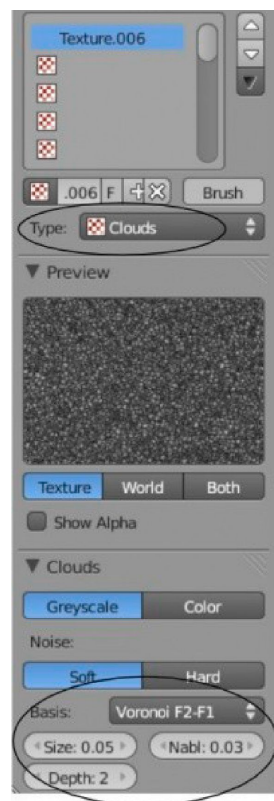 Texture.006
.006 F Brush
Type: Clouds
Preview
Texture World Both
Show Alpha
Clouds
Greyscale Color
Noise:
Soft Hard
Basis: Voronoi F2-F1
Size: 0.05 Nabl: 0.03
Depth: 2